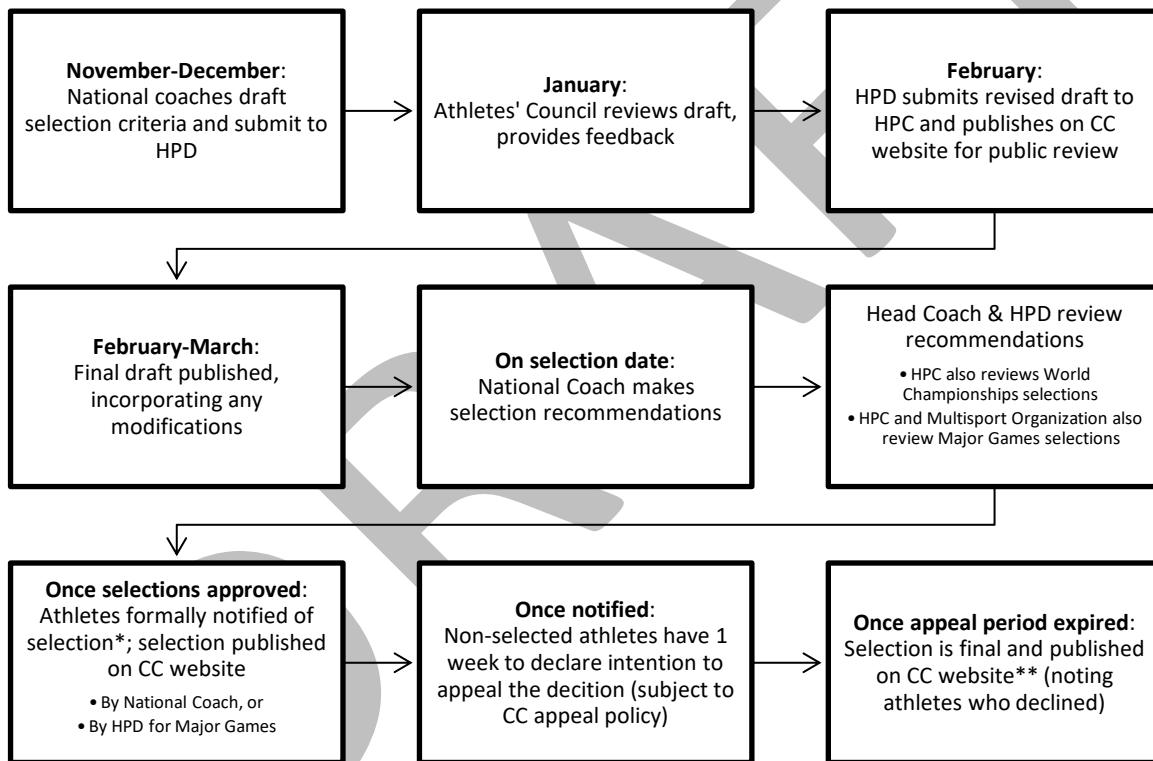 November-December:
National coaches draft
selection criteria and submit to
HPD
January:
Athletes' Council reviews draft,
provides feedback
February:
HPD submits revised draft to
HPC and publishes on CC
website for public review
February-March:
Final draft published,
incorporating any
modifications
On selection date:
National Coach makes
selection recommendations
Head Coach & HPD review
recommendations
• HPC also reviews World
Championships selections
• HPC and Multisport Organization also
review Major Games selections
Once selections approved:
Athletes formally notified of
selection*; selection published
on CC website
• By National Coach, or
• By HPD for Major Games
Once notified:
Non-selected athletes have 1
week to declare intention to
appeal the decition (subject to
CC appeal policy)
Once appeal period expired:
Selection is final and published
on CC website** (noting
athletes who declined)